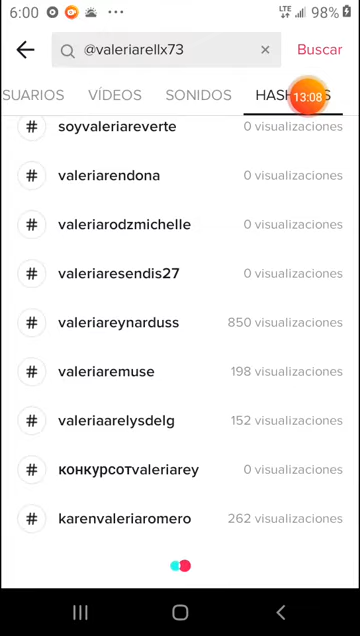 6:00 LTE 98%
@valeriarellx73 × Buscar
SUARIOS VÍDEOS SONIDOS HASH 13:08 S
# soyvaleriareverte 0 visualizaciones
# valeriarendona 0 visualizaciones
# valeriarodzmichelle 0 visualizaciones
# valeriaresendis27 0 visualizaciones
# valeriareynarduss 850 visualizaciones
# valeriaremuse 198 visualizaciones
# valeriaarelysdelg 152 visualizaciones
# конкурсотvaleriarey 0 visualizaciones
# karenvaleriaromero 262 visualizaciones